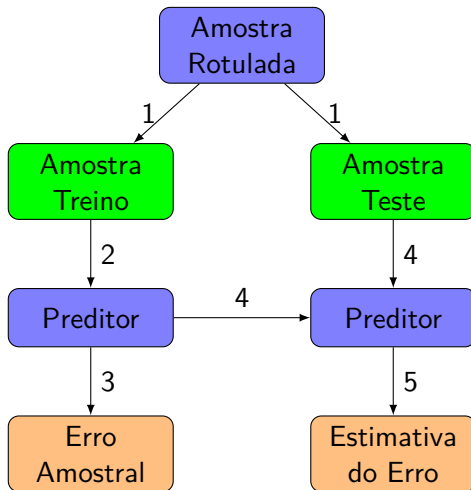 Amostra
Rotulada
1
1
Amostra
Treino
Amostra
Teste
2
4
Preditor
4
Preditor
3
5
Erro
Amostral
Estimativa
do Erro